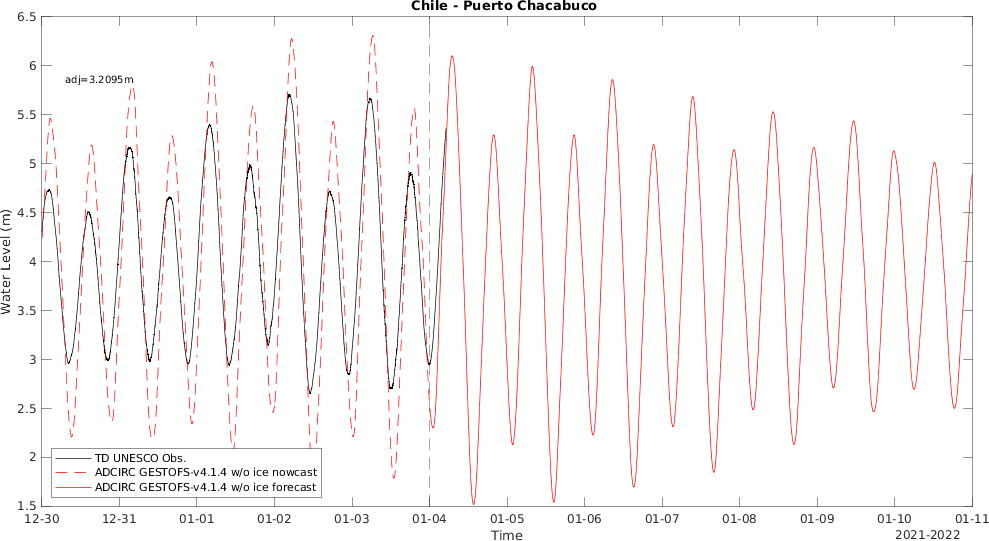 Chile - Puerto Chacabuco
6.5
6
5.5
5
4.5
4
3.5
3
2.5
2
1.5
Water Level (m)
adj=3.2095m
TD UNESCO Obs.
ADCIRC GESTOFS-v4.1.4 w/o ice nowcast
ADCIRC GESTOFS-v4.1.4 w/o ice forecast
12-30 12-31 01-01 01-02 01-03 01-04 01-05 01-06 01-07 01-08 01-09 01-10 01-11
Time
2021-2022